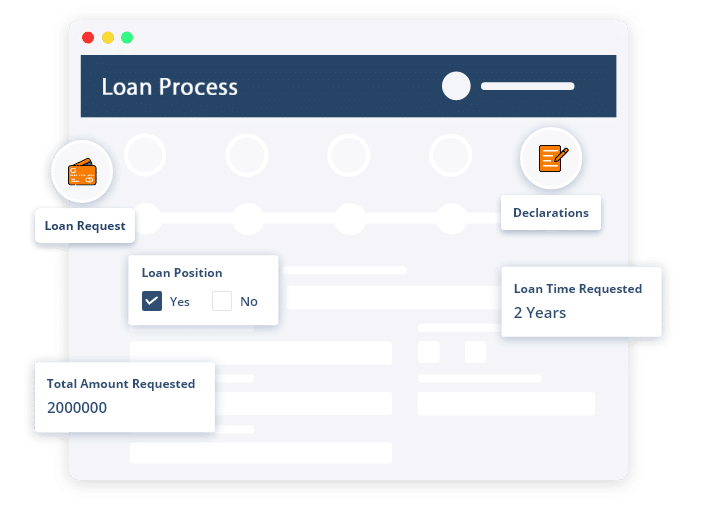 Loan Process
Loan Request
Declarations
Loan Position
Yes No
Loan Time Requested
2 Years
Total Amount Requested
2000000